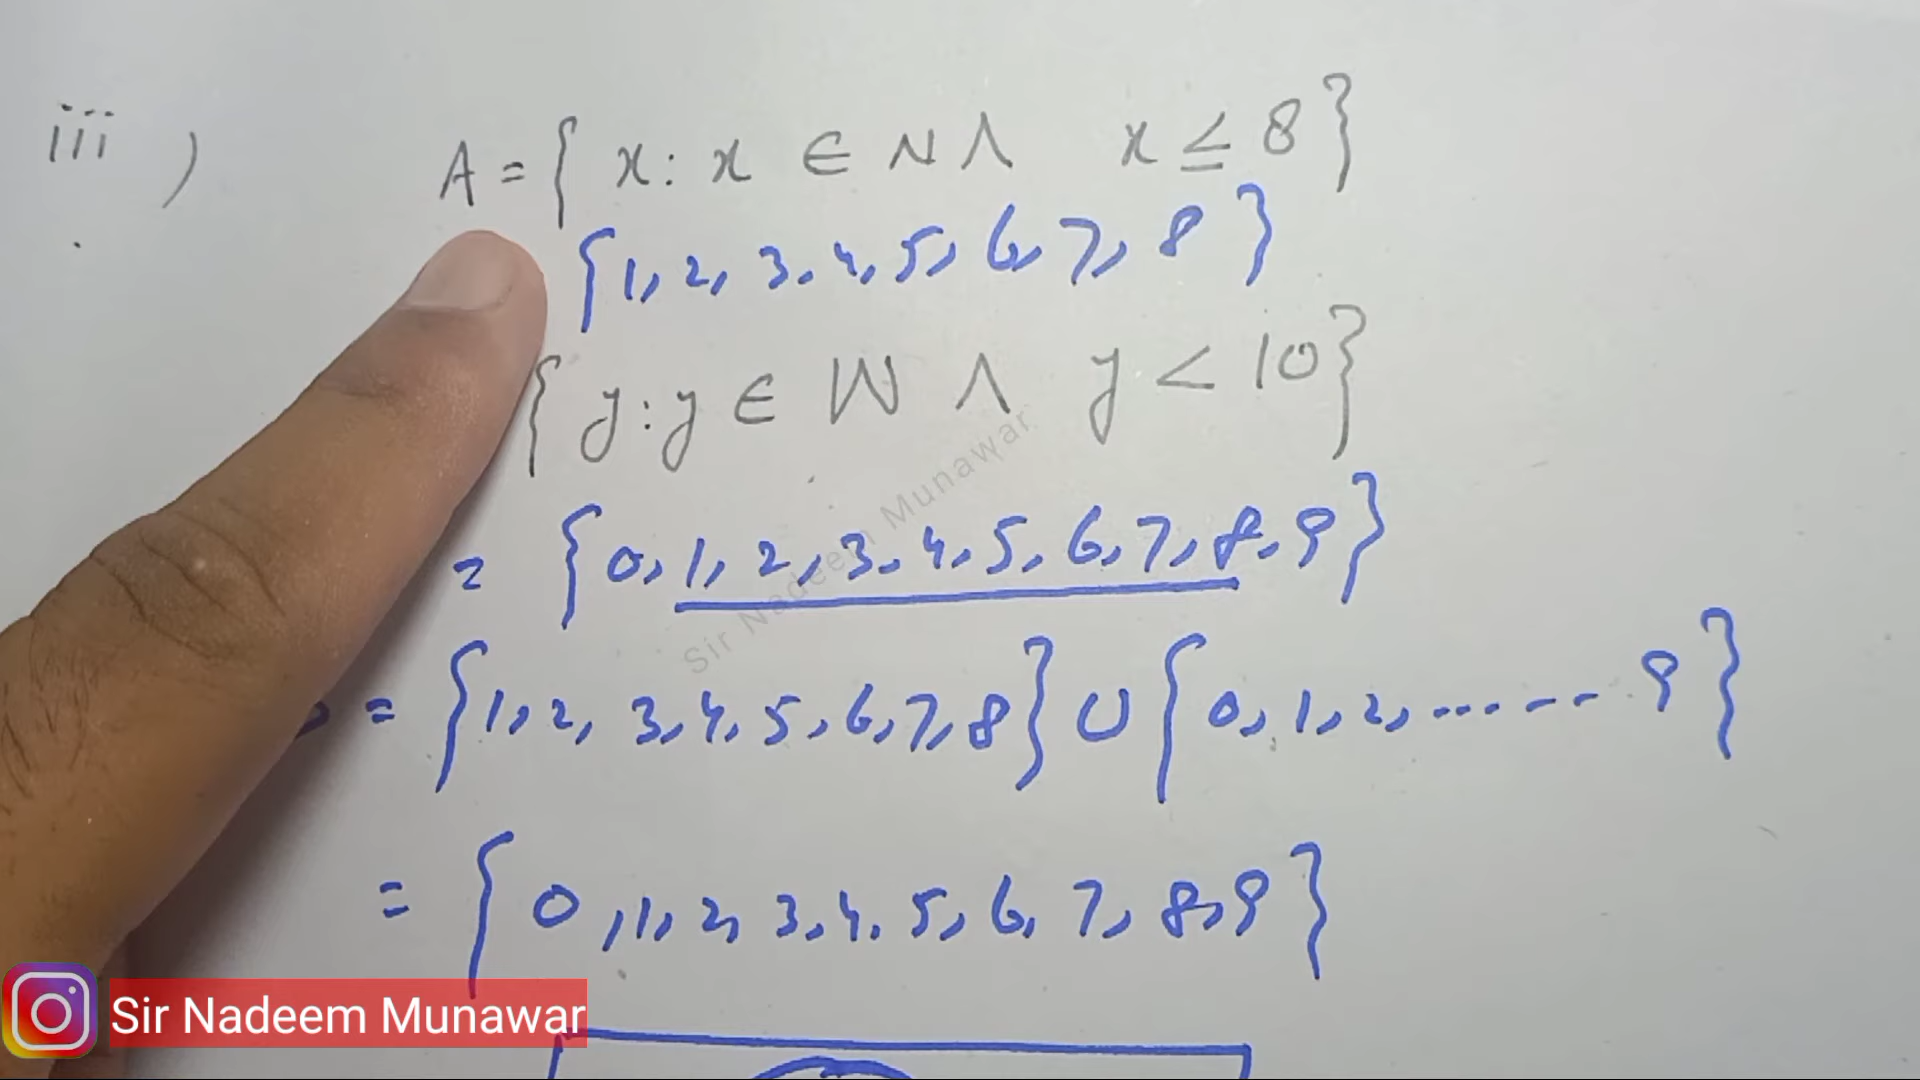 iii) A = { x : x ∈ N ∧ x ≤ 8 }
{ 1, 2, 3, 4, 5, 6, 7, 8 }
{ y : y ∈ W ∧ y < 10 }
= { 0, 1, 2, 3, 4, 5, 6, 7, 8, 9 }
= { 1, 2, 3, 4, 5, 6, 7, 8 } ∪ { 0, 1, 2, ...... 9 }
= { 0, 1, 2, 3, 4, 5, 6, 7, 8, 9 }
Sir Nadeem Munawar
Sir Nadeem Munawar